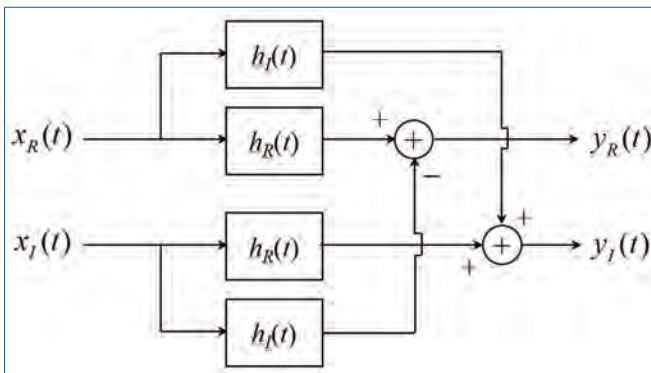 h_I(t)
x_R(t) h_R(t) + + y_R(t)
−
+
x_I(t) h_R(t) + + y_I(t)
h_I(t)